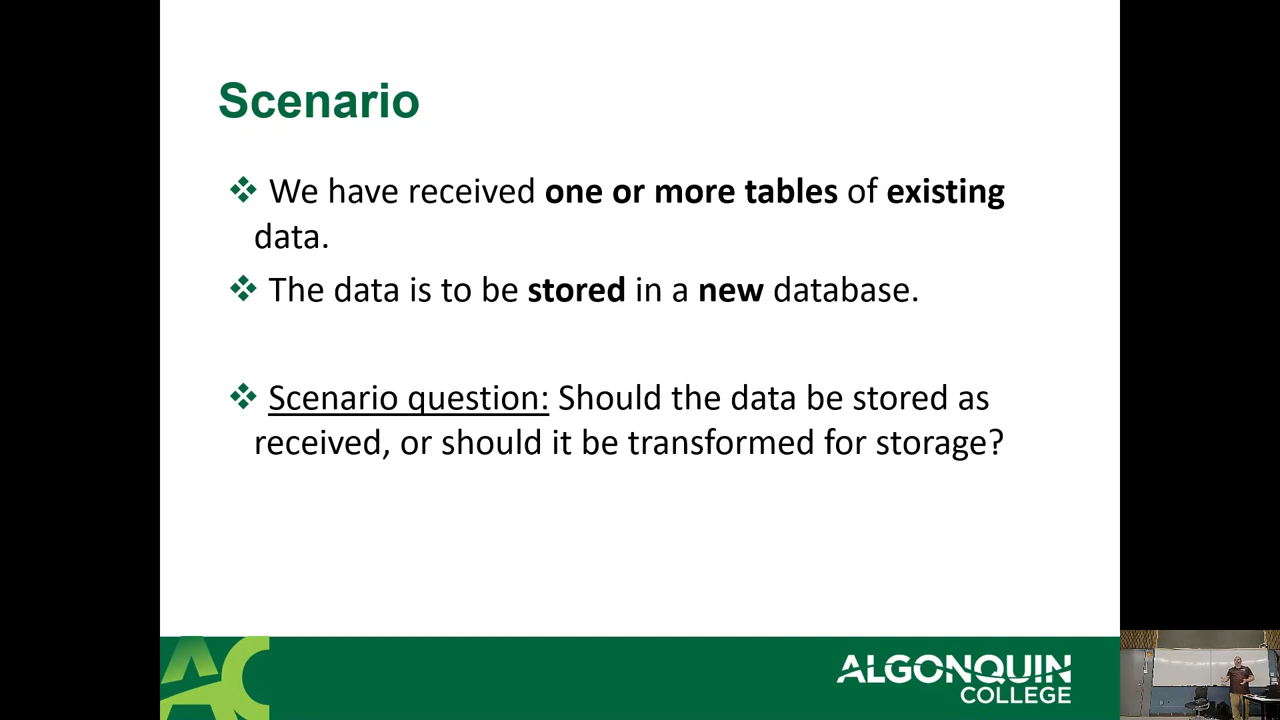 Scenario
We have received one or more tables of existing
data.
The data is to be stored in a new database.
Scenario question: Should the data be stored as
received, or should it be transformed for storage?
AC
ALGONQUIN
COLLEGE